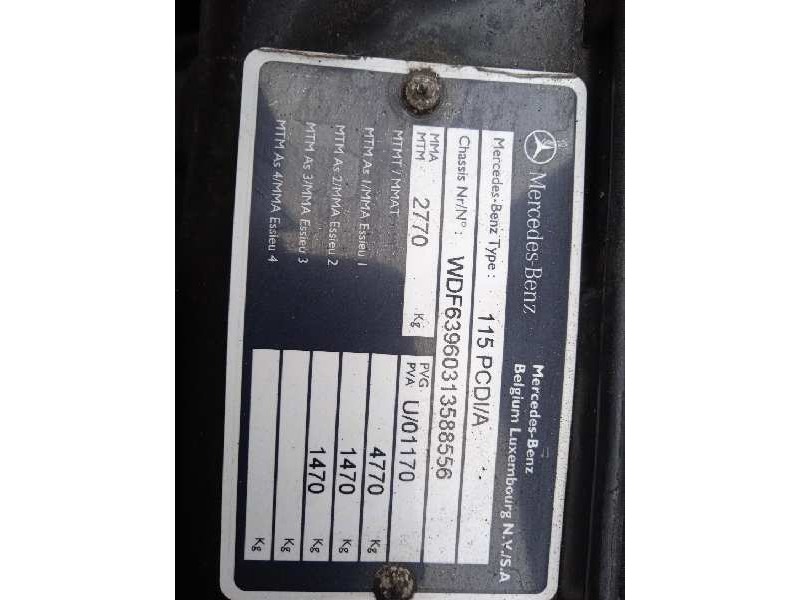 Mercedes-Benz
Mercedes-Benz
Belgium Luxembourg N.V./S.A
Mercedes-Benz Type : 115 PCDI/A
Chassis Nr/N° : WDF63960313588556
MMA
MTM 2770 Kg PVG
PVA U/01170
MTMT / MMAT 4770 Kg
MTM As 1/MMA Essieu 1 1470 Kg
MTM As 2/MMA Essieu 2 1470 Kg
MTM As 3/MMA Essieu 3 Kg
MTM As 4/MMA Essieu 4 Kg